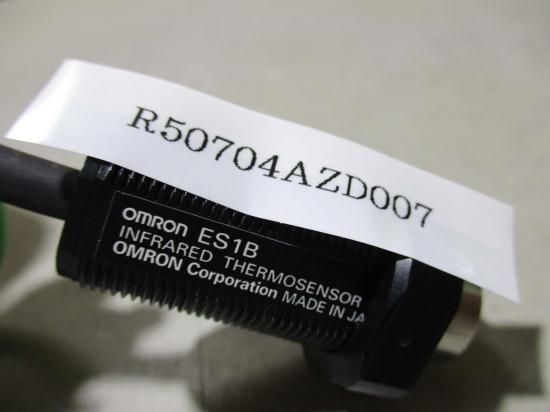 R50704AZD007
OMRON ES1B
INFRARED THERMOSENSOR
OMRON Corporation MADE IN JA